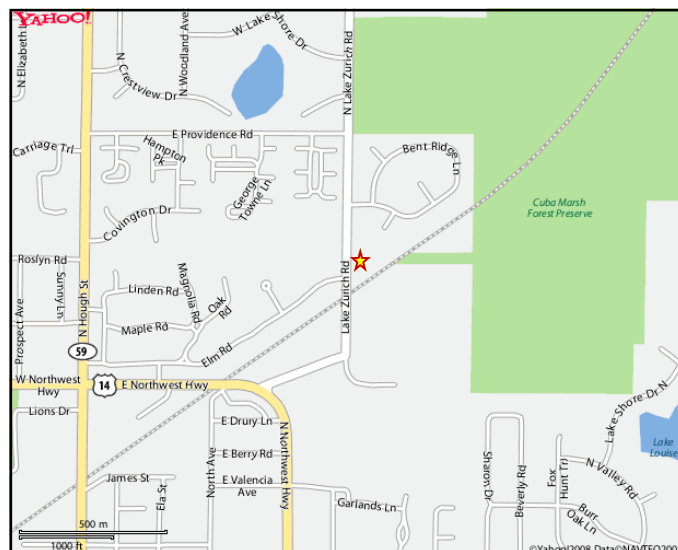 YAHOO!
N Elizabeth
N Woodland Ave
W Lake Shore Dr
N Crestview Dr
N Lake Zurich Rd
E Providence Rd
Hampton Pk
Carriage Trl
Bent Ridge Ln
George Towne Ln
Covington Dr
Cuba Marsh
Forest Preserve
Roslyn Rd
Sunny Ln
N Hough St
Linden Rd
Magnolia Rd
Oak Rd
Lake Zurich Rd
Prospect Ave
Maple Rd
Elm Rd
59
W Northwest
Hwy
14
E Northwest Hwy
Lions Dr
E Drury Ln
N Northwest Hwy
Lake Shore Dr N
Lake
Louise
E Berry Rd
North Ave
James St
Ela St
E Valencia
Ave
Garlands Ln
Sharon Dr
Beverly Rd
Fox
Hunt Trl
N Valley Rd
Burr
Oak Ln
500 m
1000 ft
©Yahoo!2008 Data©NAVTEQ200